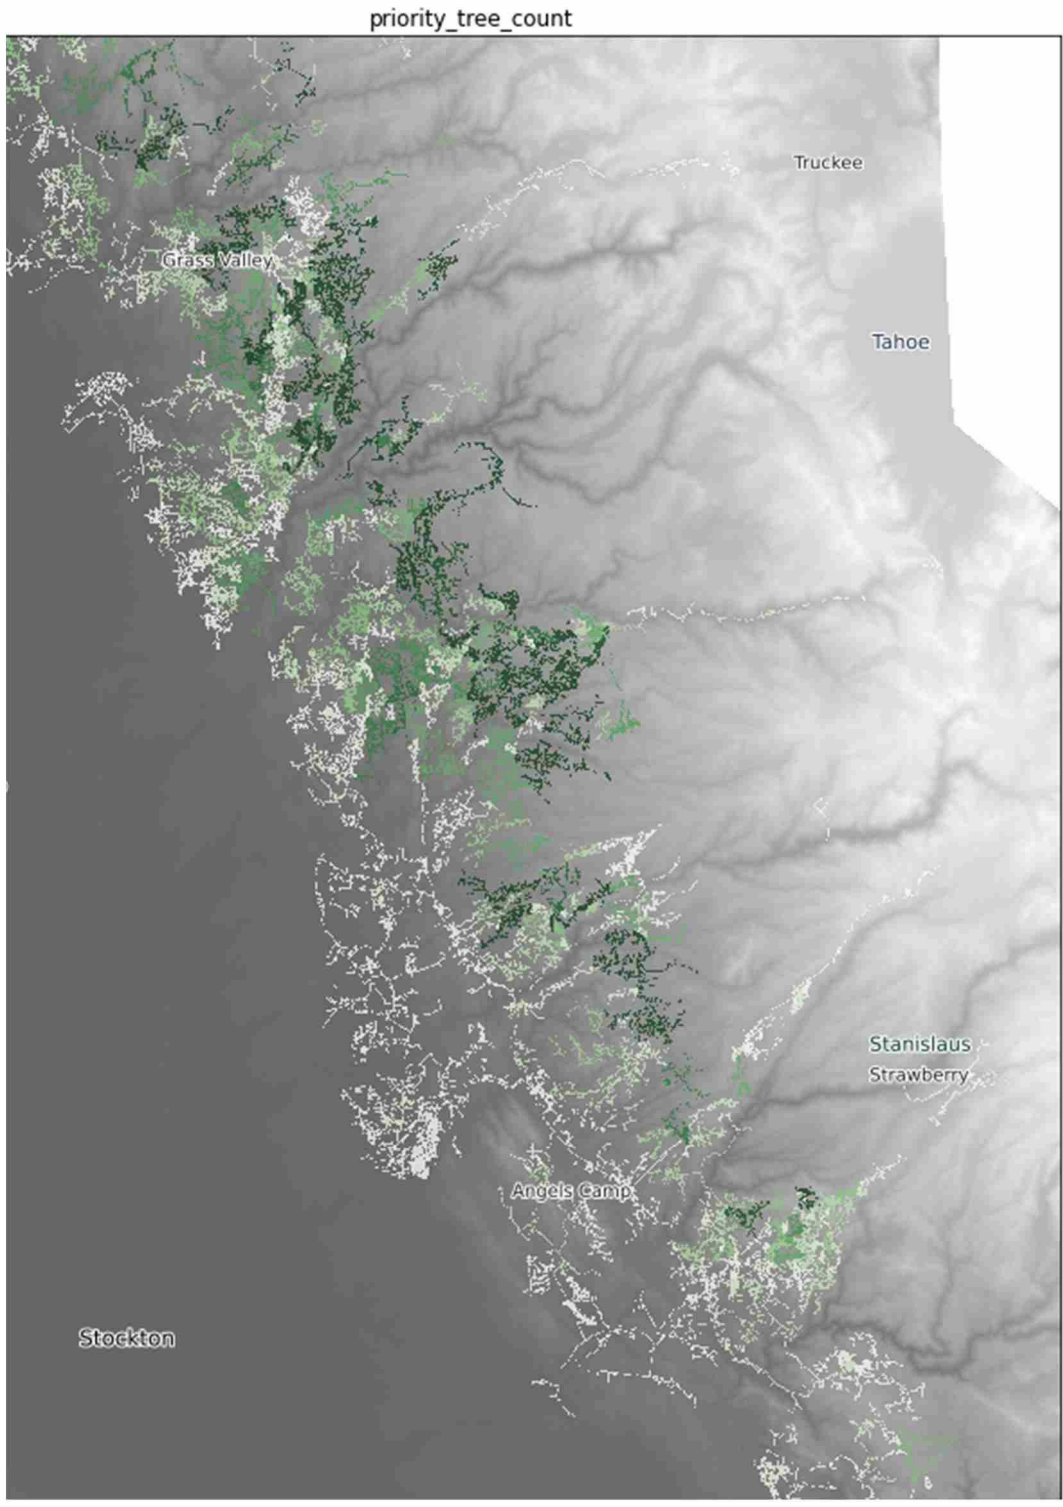 priority_tree_count
Truckee
Grass Valley
Tahoe
Stanislaus
Strawberry
Angels Camp
Stockton